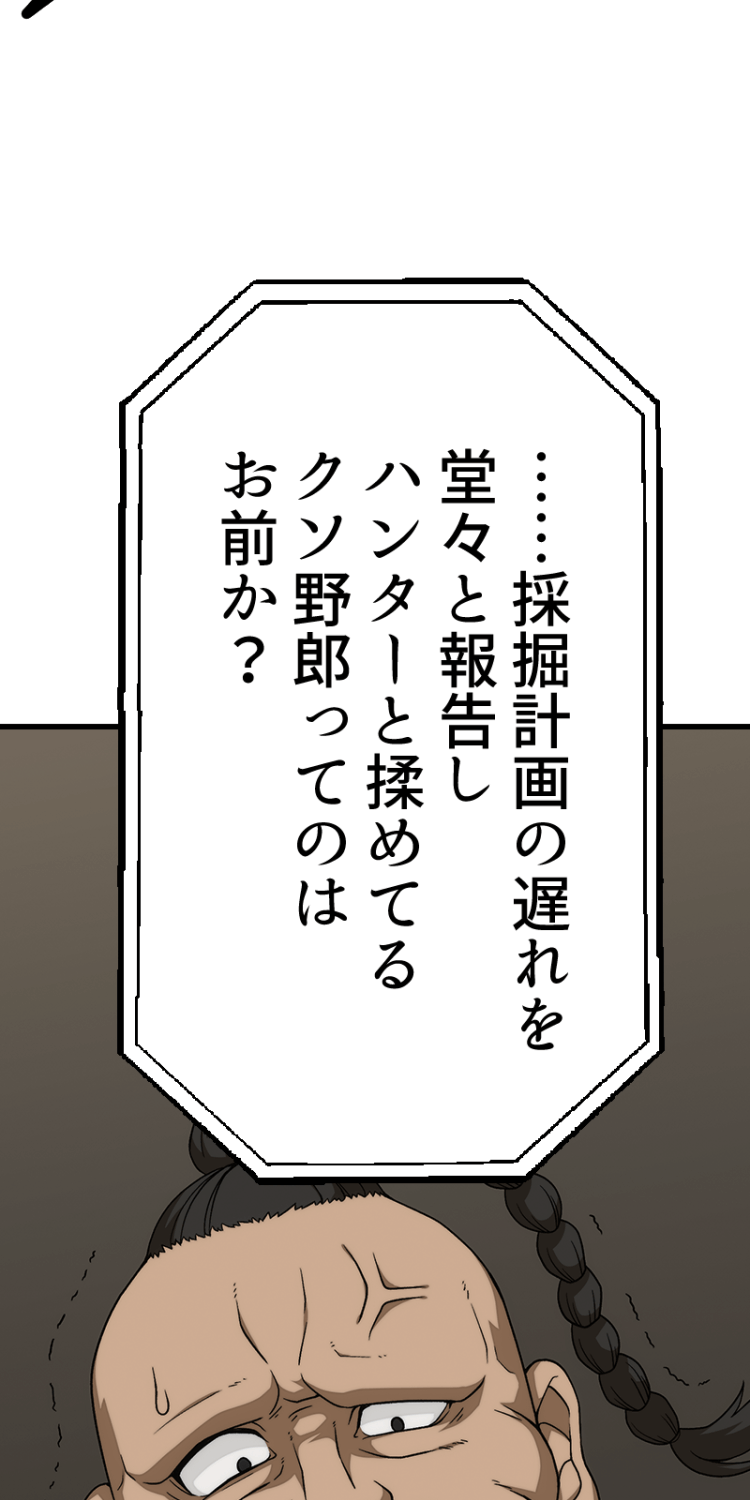 ……採掘計画の遅れを
堂々と報告し
ハンターと揉めてる
クソ野郎ってのは
お前か？